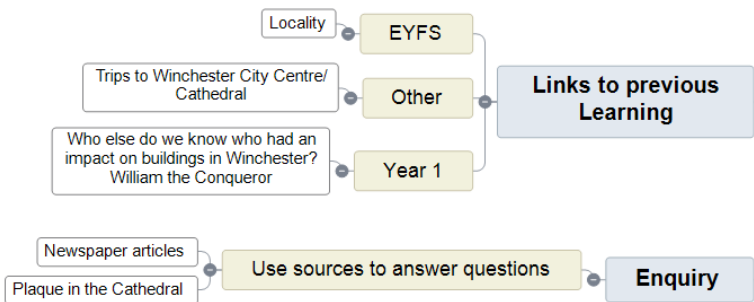 Locality
EYFS
Trips to Winchester City Centre/
Cathedral
Other
Links to previous
Learning
Who else do we know who had an
impact on buildings in Winchester?
William the Conqueror
Year 1
Newspaper articles
Plaque in the Cathedral
Use sources to answer questions
Enquiry